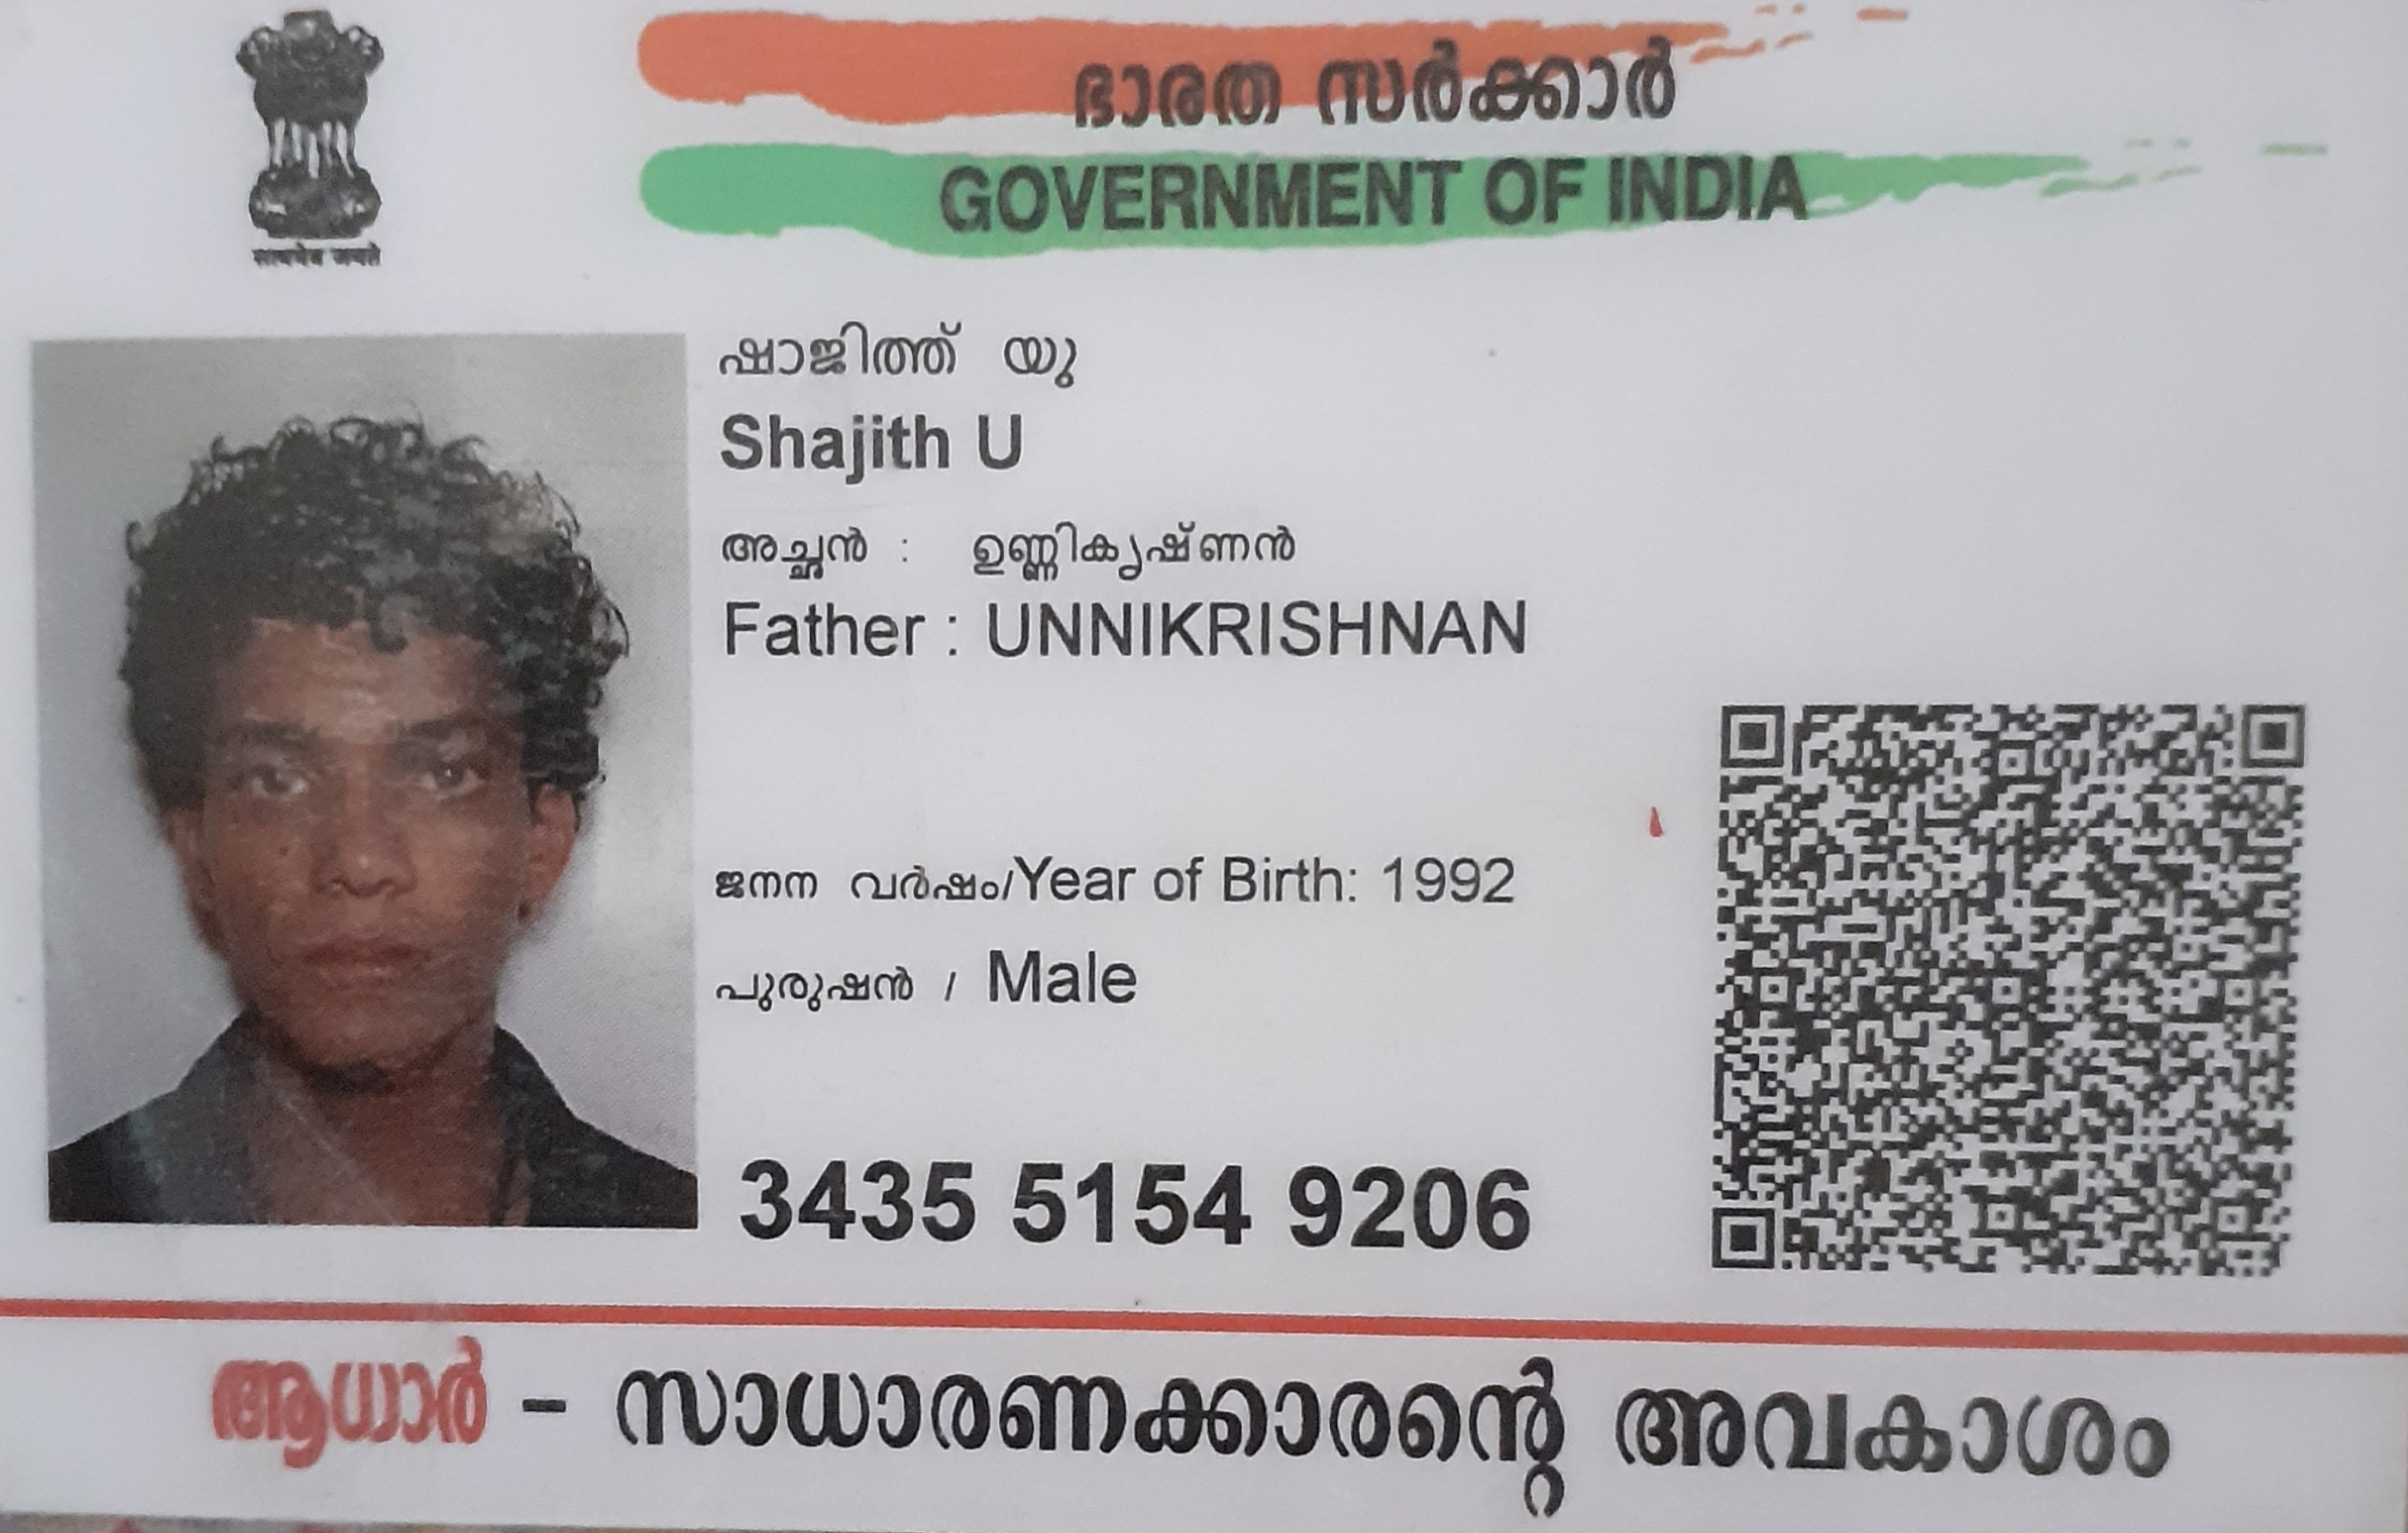 ഭാരത സർക്കാർ
GOVERNMENT OF INDIA
सत्यमेव जयते
ഷാജിത്ത് യു
Shajith U
അച്ഛൻ : ഉണ്ണികൃഷ്ണൻ
Father : UNNIKRISHNAN
ജനന വർഷം/Year of Birth: 1992
പുരുഷൻ / Male
3435 5154 9206
ആധാർ - സാധാരണക്കാരന്റെ അവകാശം